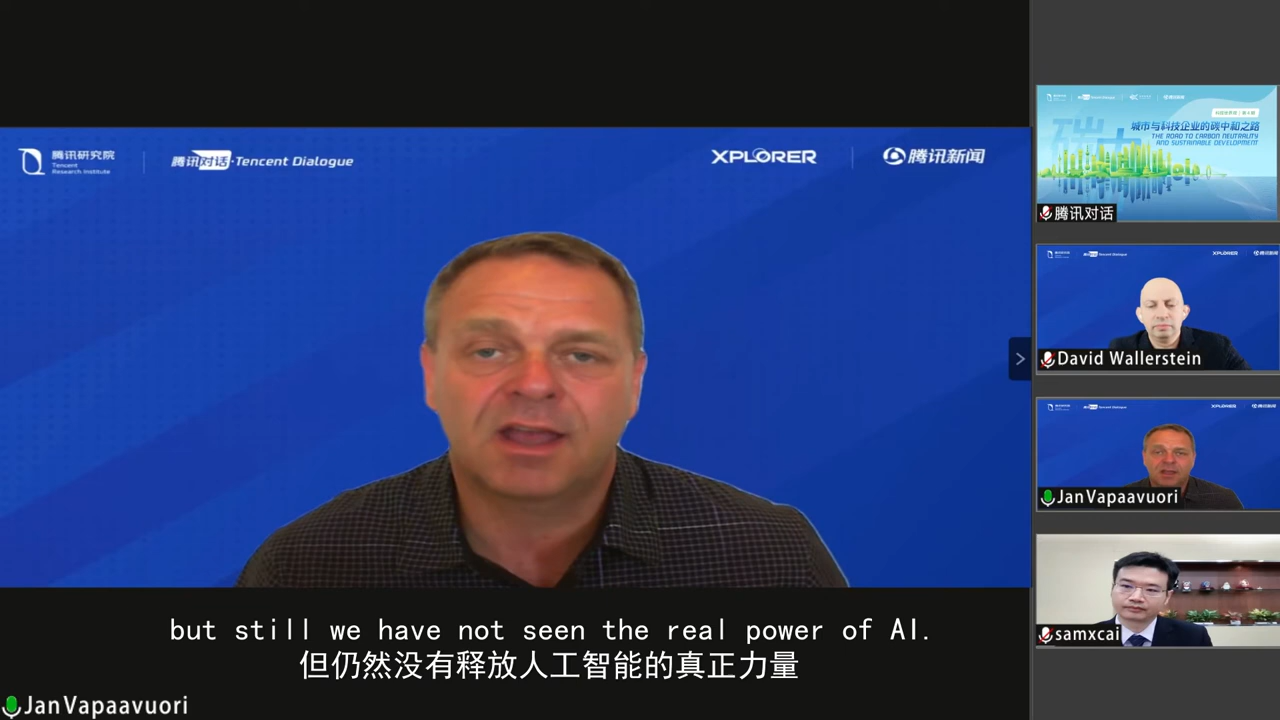 腾讯研究院
Tencent
Research Institute
腾讯对话·Tencent Dialogue
XPLORER
腾讯新闻
but still we have not seen the real power of AI.
但仍然没有释放人工智能的真正力量
JanVapaavuori
城市与科技企业的碳中和之路
THE ROAD TO CARBON NEUTRALITY
AND SUSTAINABLE DEVELOPMENT
腾讯对话
XPLORER
David Wallerstein
XPLORER
JanVapaavuori
samxcai